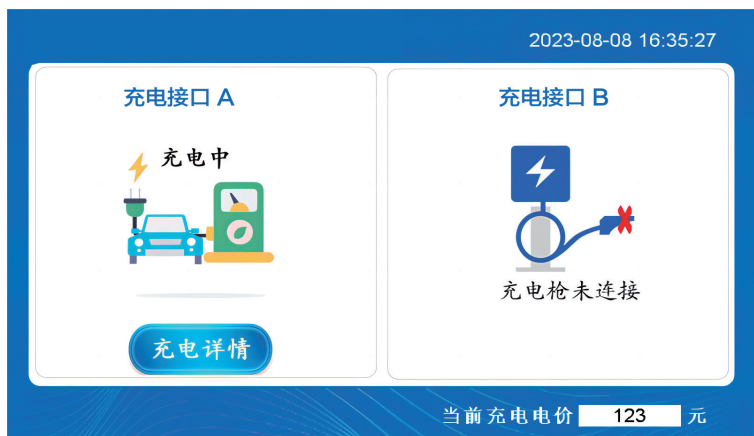 2023-08-08 16:35:27
充电接口 A
充电中
充电详情
充电接口 B
充电枪未连接
当前充电电价 123 元